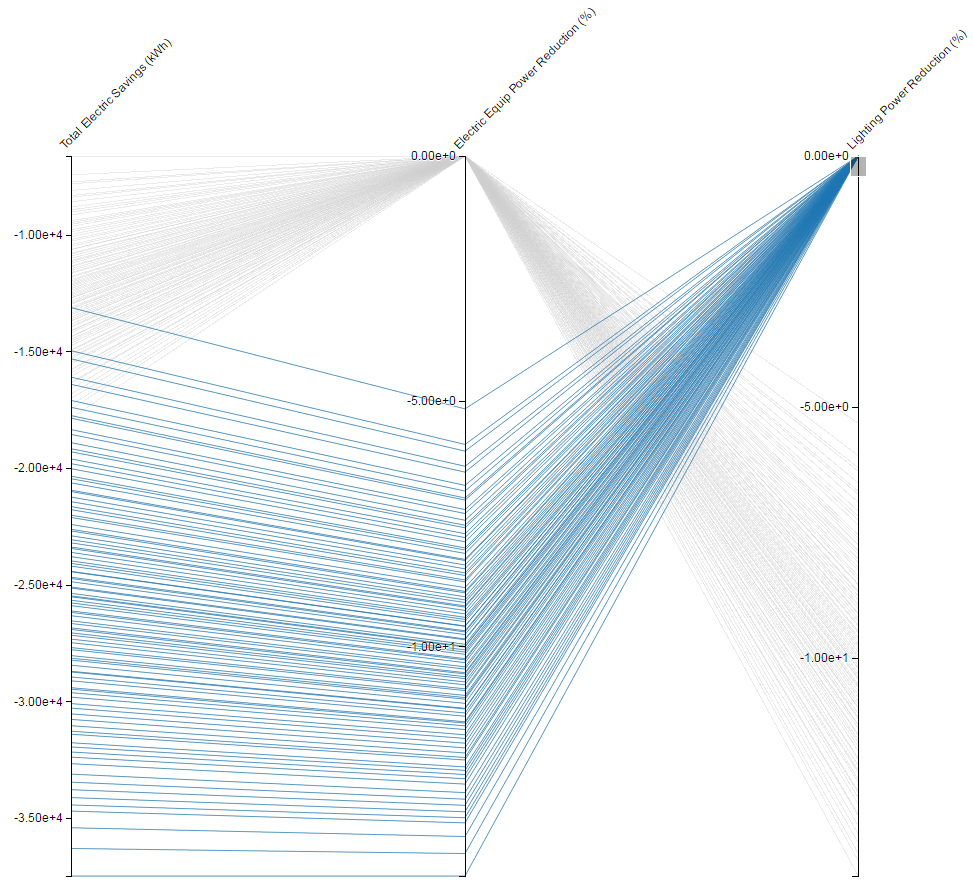 Total Electric Savings (kWh)
-1.00e+4
-1.50e+4
-2.00e+4
-2.50e+4
-3.00e+4
-3.50e+4
Electric Equip Power Reduction (%)
0.00e+0
-5.00e+0
-1.00e+1
Lighting Power Reduction (%)
0.00e+0
-5.00e+0
-1.00e+1